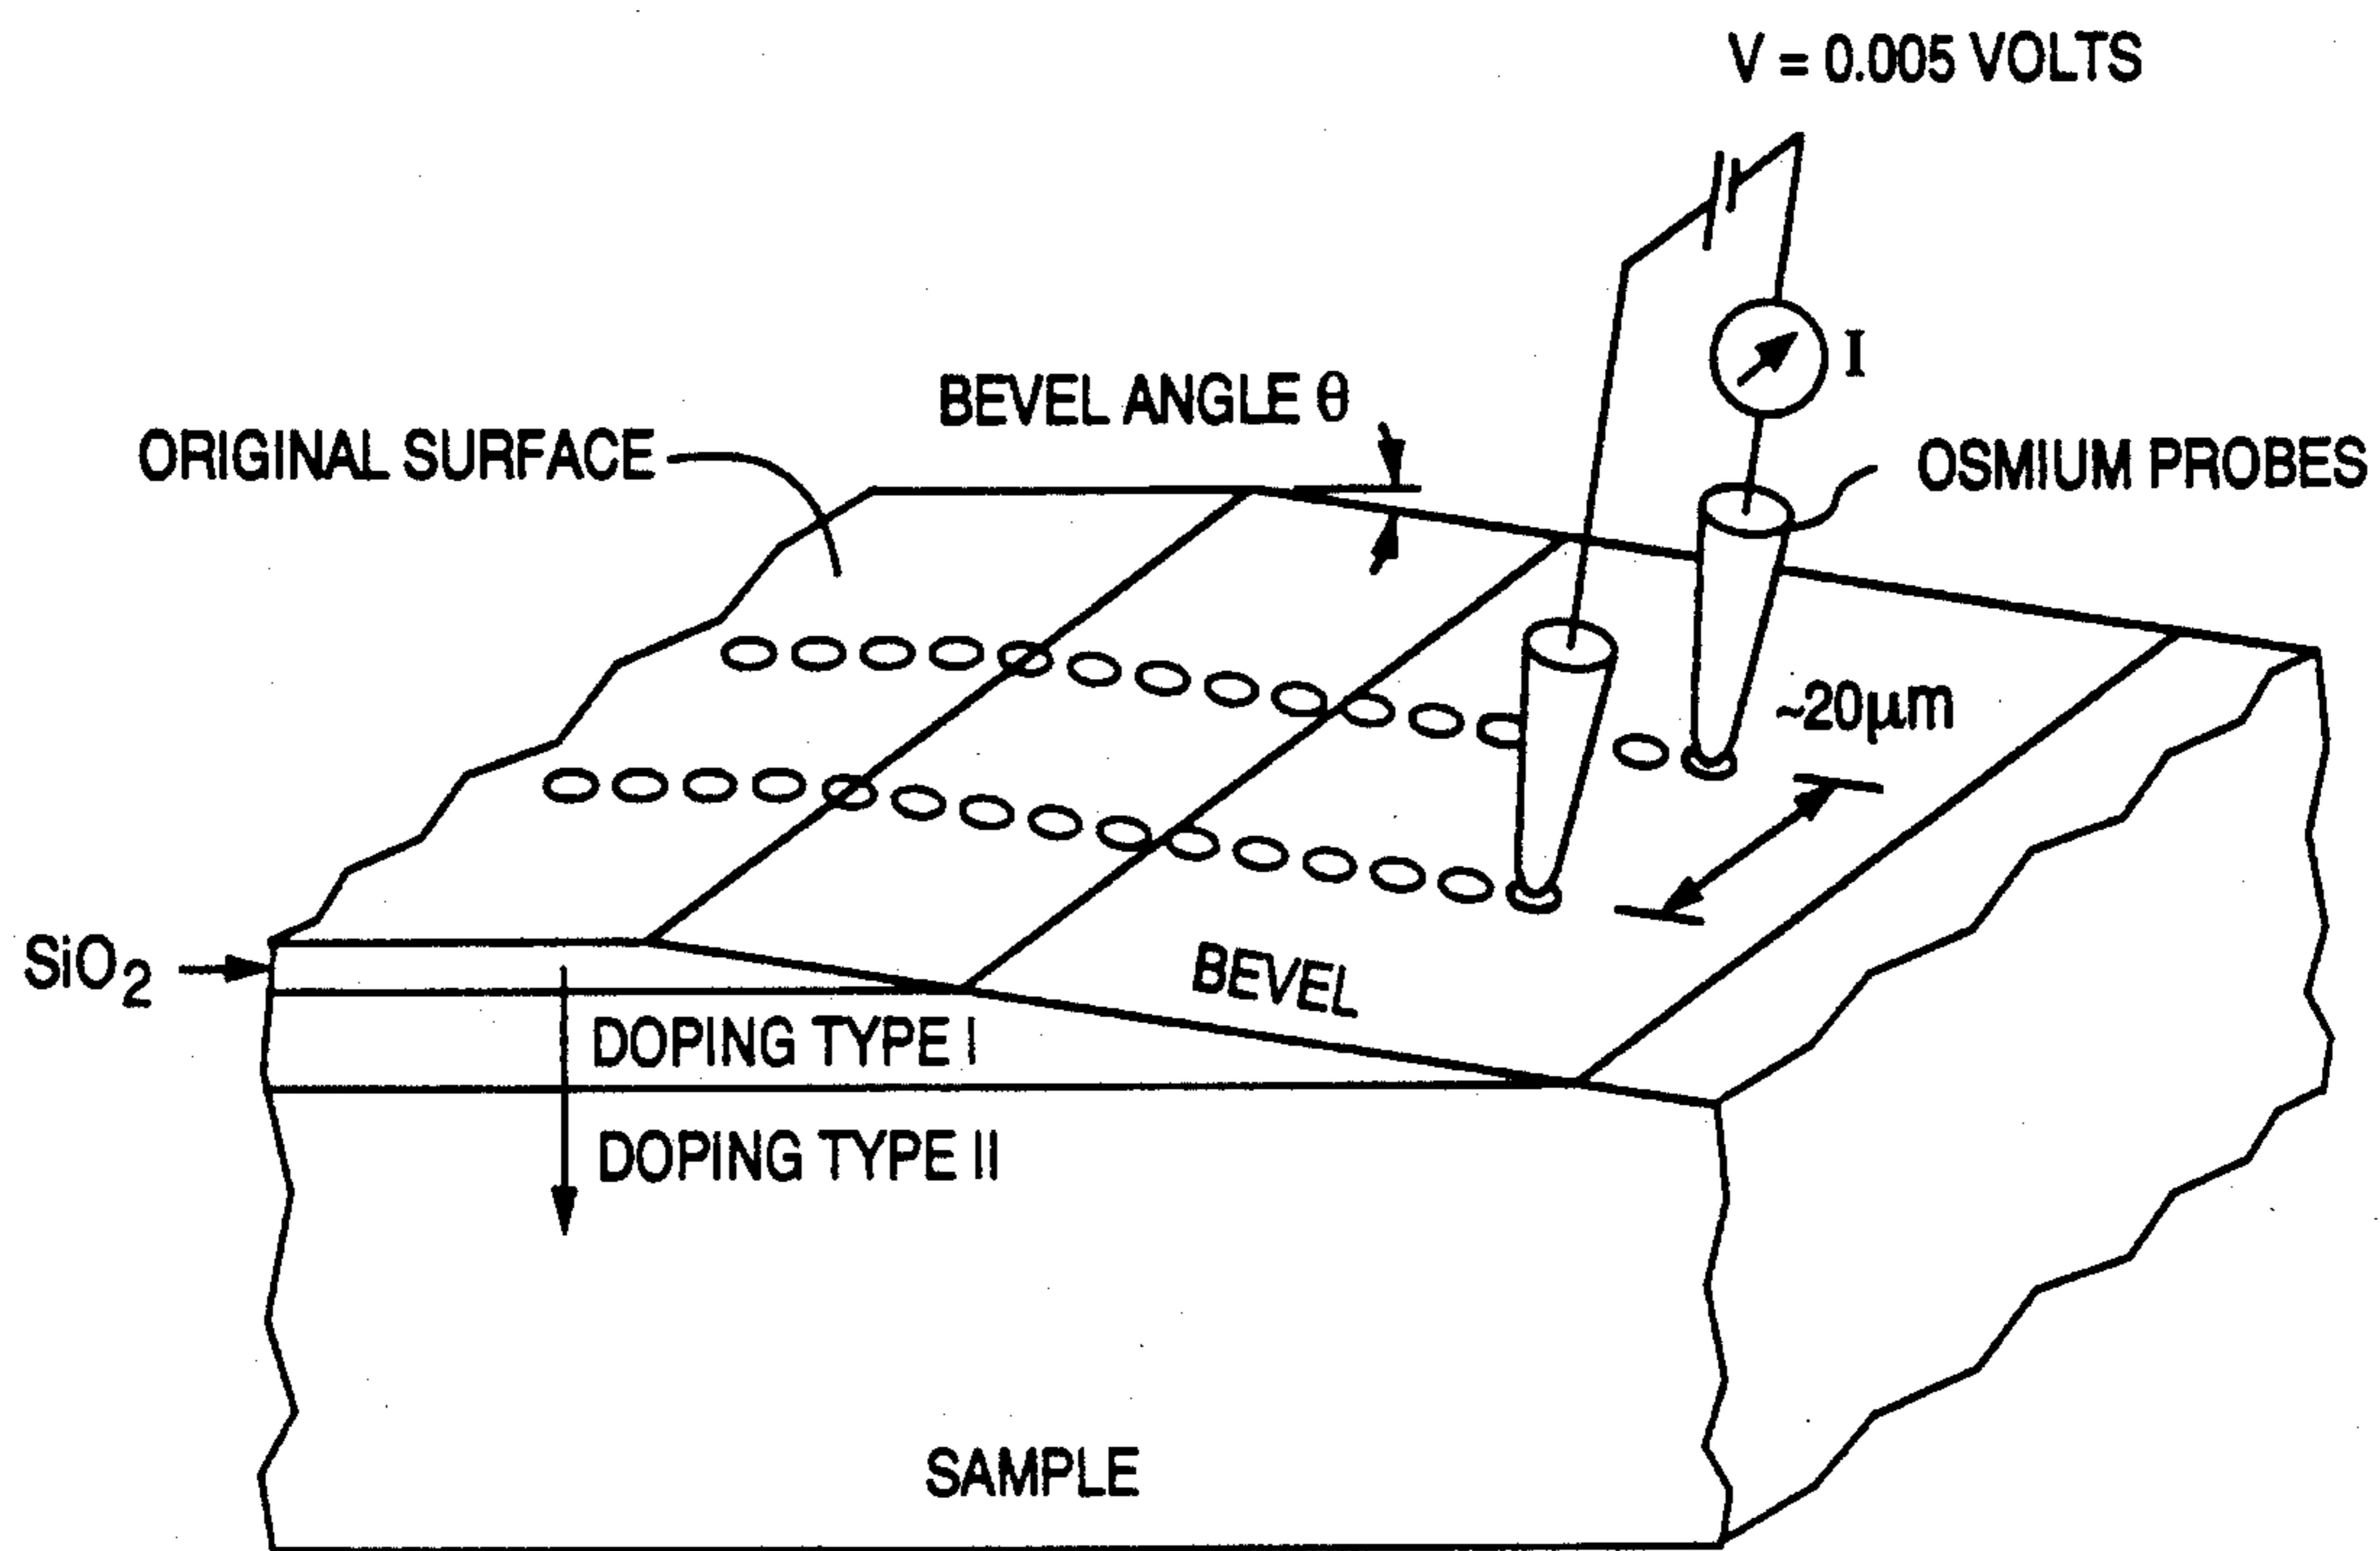 V = 0.005 VOLTS
I
BEVEL ANGLE θ
ORIGINAL SURFACE
OSMIUM PROBES
~20μm
SiO2
BEVEL
DOPING TYPE I
DOPING TYPE II
SAMPLE